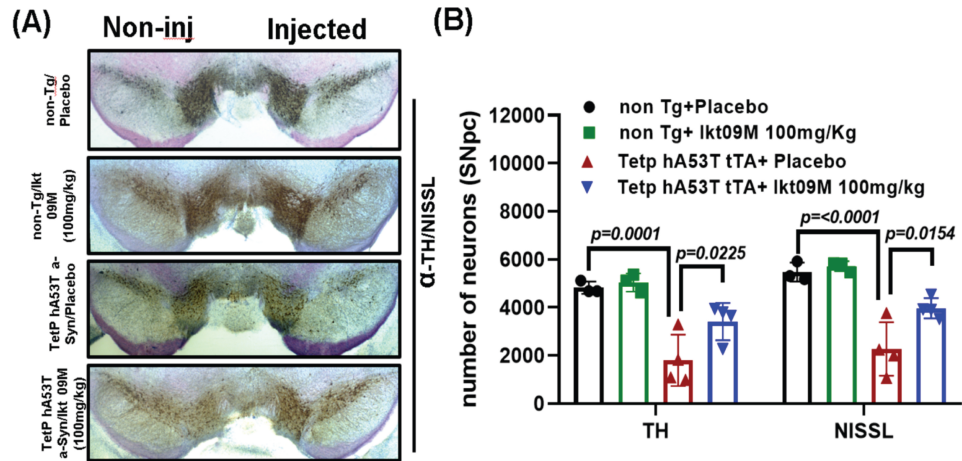 (A)
Non-inj Injected
non-Tg/
Placebo
non-Tg/Ikt
09M
(100mg/kg)
TetP hA53T a-
Syn/Placebo
TetP hA53T
a-Syn/Ikt 09M
(100mg/kg)
α-TH/NISSL
(B)
non Tg+Placebo
non Tg+ Ikt09M 100mg/Kg
Tetp hA53T tTA+ Placebo
Tetp hA53T tTA+ Ikt09M 100mg/kg
number of neurons (SNpc)
12000
10000
8000
6000
4000
2000
0
p=0.0001
p=0.0225
p=<0.0001
p=0.0154
TH
NISSL